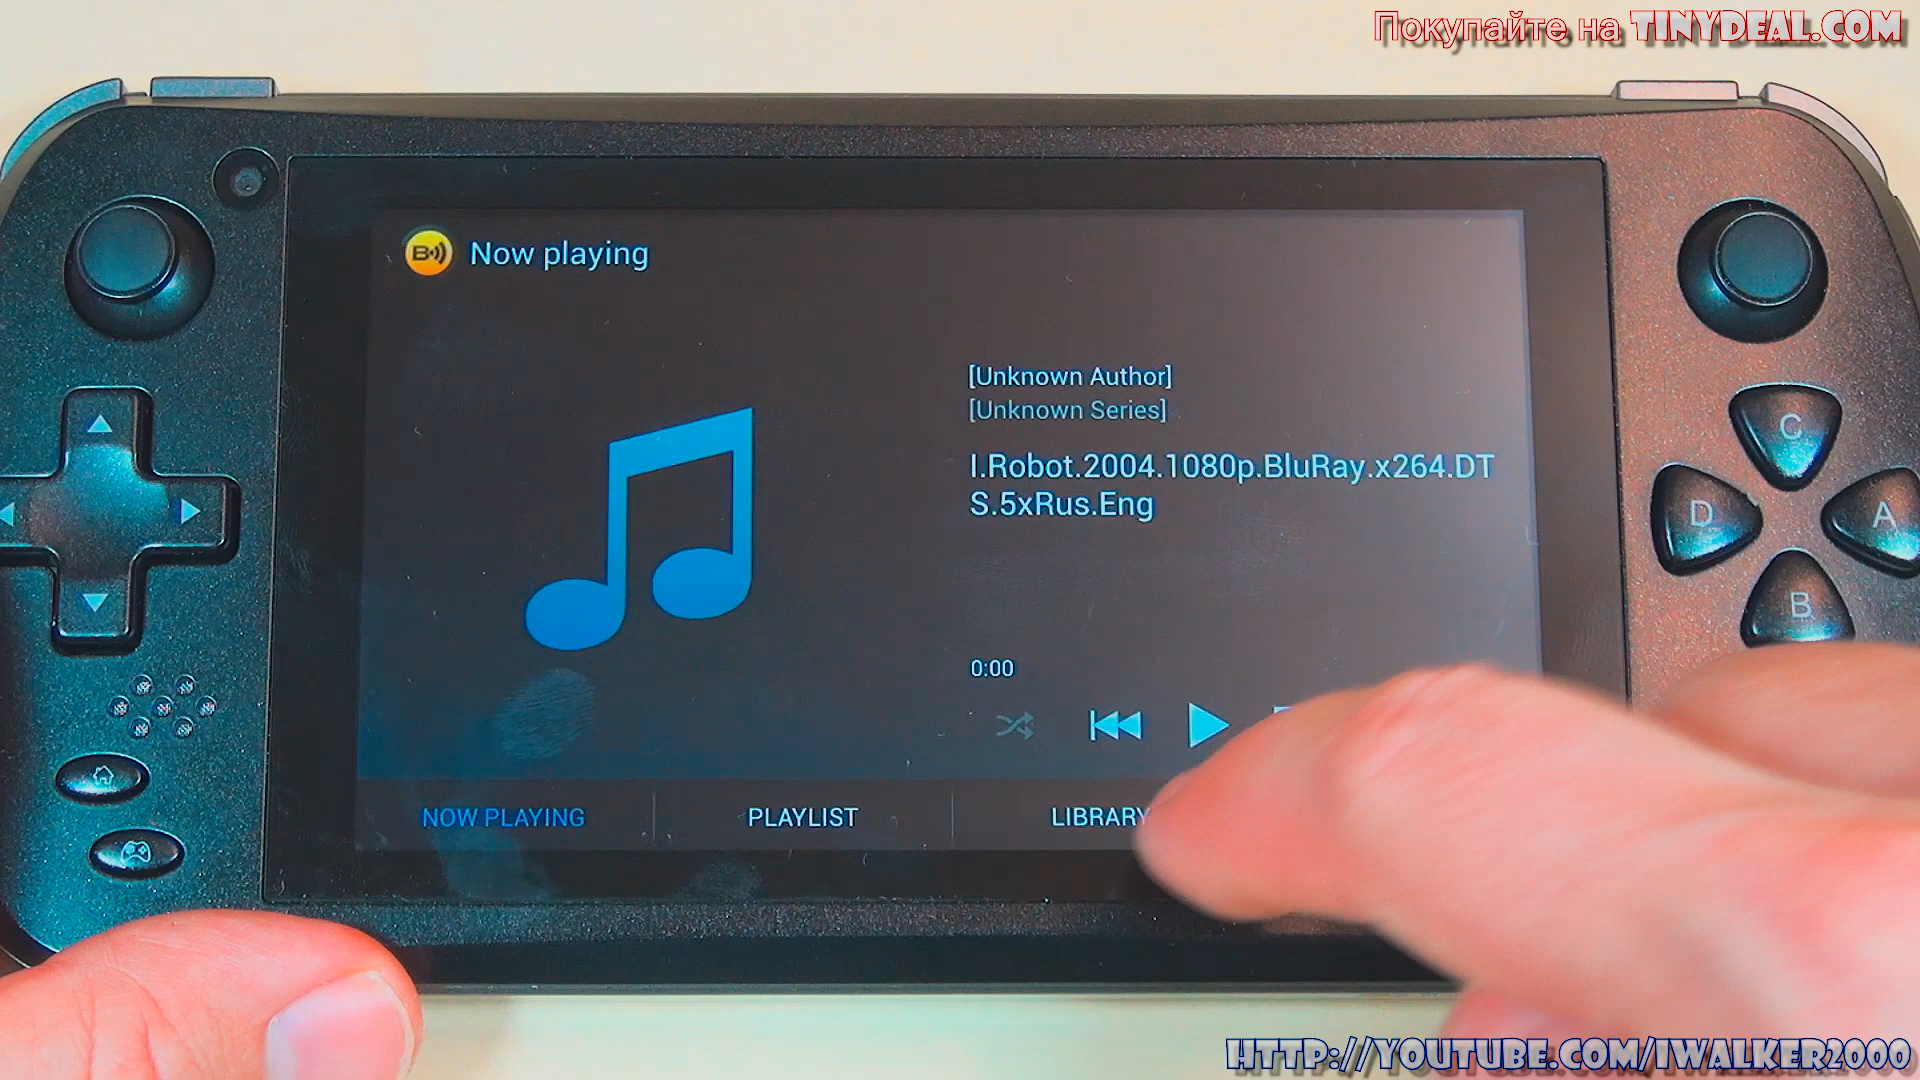 Покупайте на TINYDEAL.COM
B
Now playing
[Unknown Author]
[Unknown Series]
I.Robot.2004.1080p.BluRay.x264.DT
S.5xRus.Eng
0:00
NOW PLAYING
PLAYLIST
LIBRARY
C
D
A
B
HTTP://YOUTUBE.COM/IWALKER2000